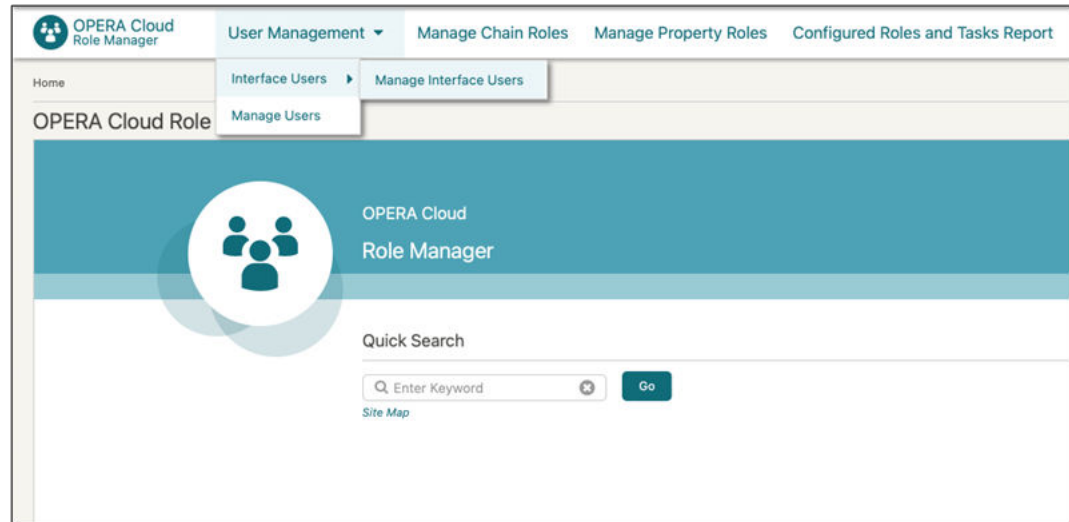 OPERA Cloud
Role Manager
User Management
Manage Chain Roles
Manage Property Roles
Configured Roles and Tasks Report
Home
Interface Users
Manage Interface Users
Manage Users
OPERA Cloud Role
OPERA Cloud
Role Manager
Quick Search
Enter Keyword
Go
Site Map